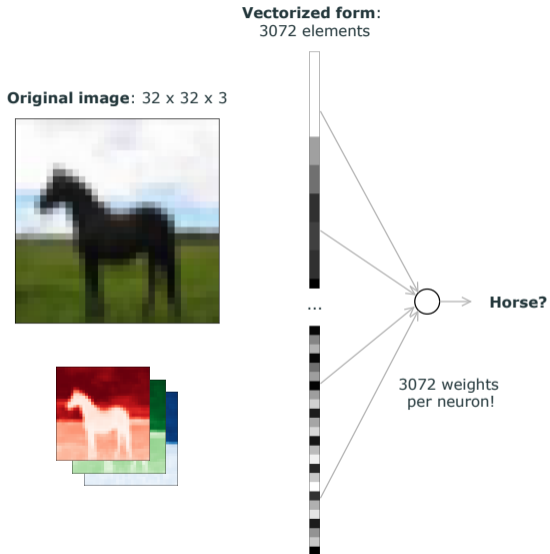 Vectorized form:
3072 elements
Original image: 32 x 32 x 3
...
Horse?
3072 weights
per neuron!